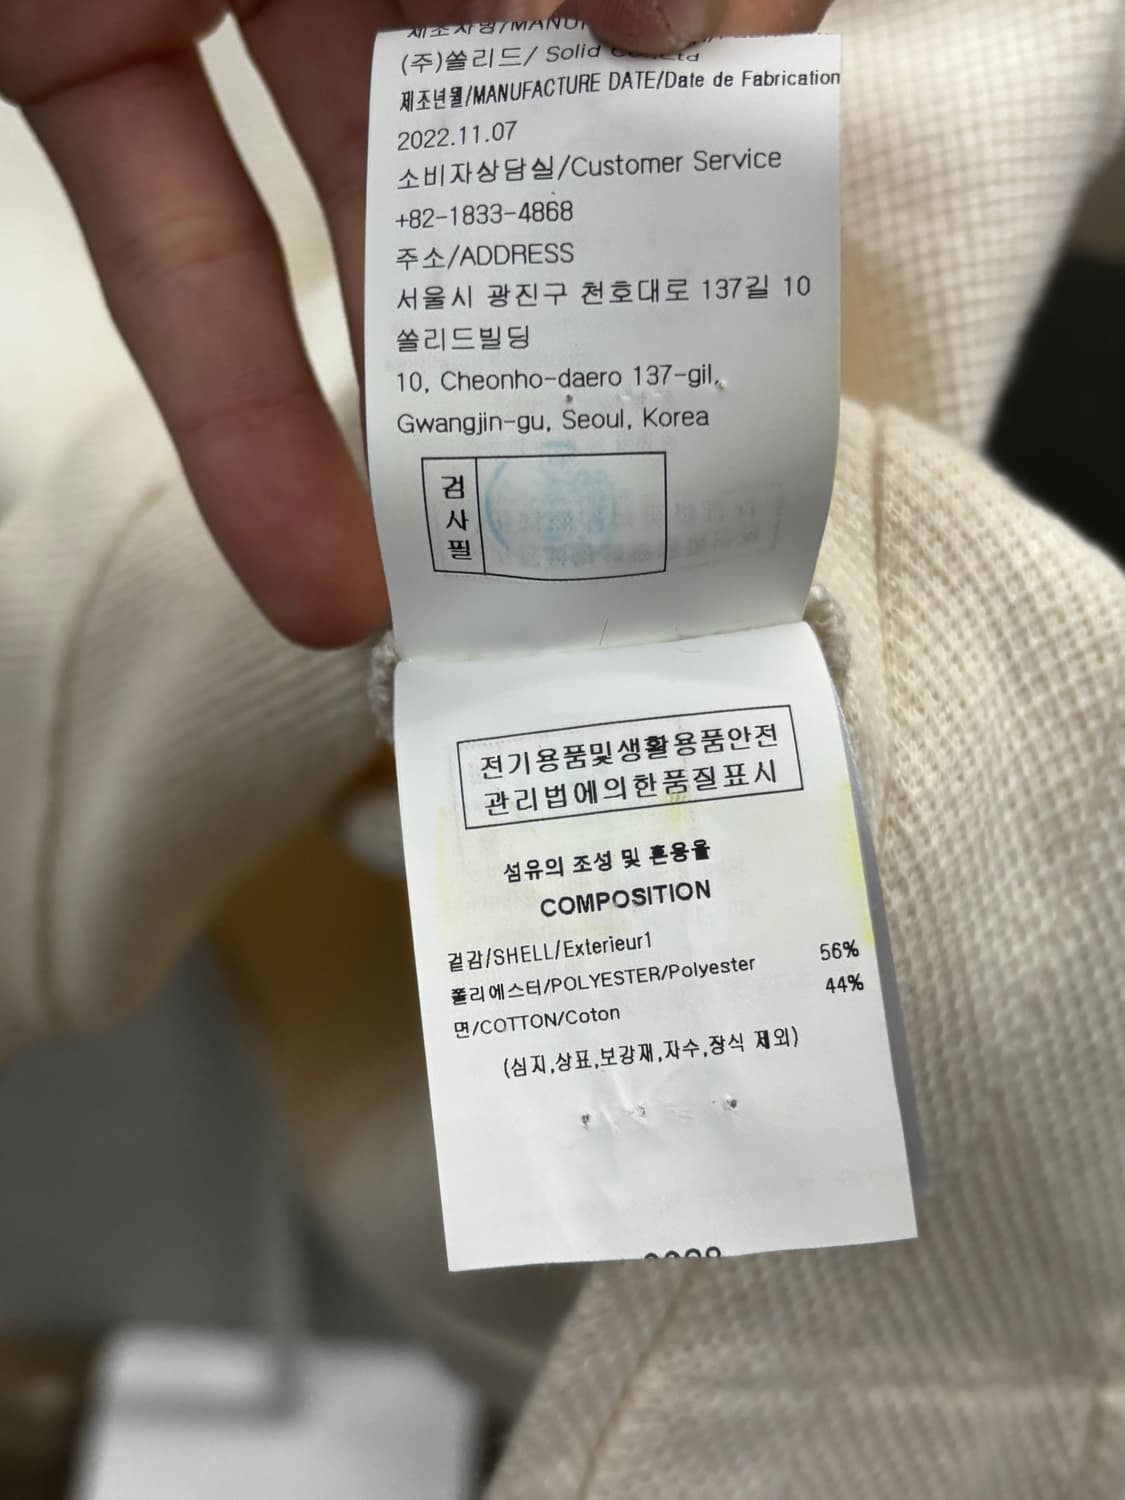 (주)쏠리드/ Solid
제조년월/MANUFACTURE DATE/Date de Fabrication
2022.11.07
소비자상담실/Customer Service
+82-1833-4868
주소/ADDRESS
서울시 광진구 천호대로 137길 10
쏠리드빌딩
10, Cheonho-daero 137-gil,
Gwangjin-gu, Seoul, Korea
검
사
필
전기용품및생활용품안전
관리법에의한품질표시
섬유의 조성 및 혼용율
COMPOSITION
겉감/SHELL/Exterieur1
폴리에스터/POLYESTER/Polyester 56%
면/COTTON/Coton 44%
(심지,상표,보강재,자수,장식 제외)